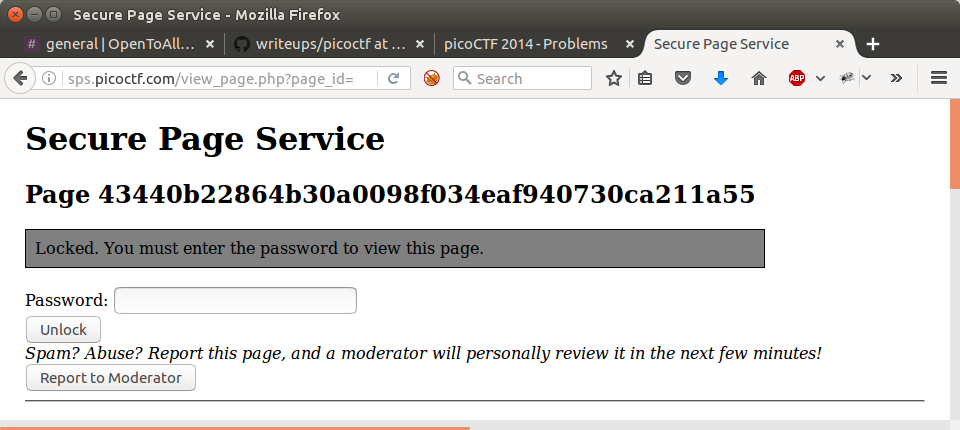 Secure Page Service - Mozilla Firefox
# general | OpenToAll… × writeups/picoctf at … × picoCTF 2014 - Problems × Secure Page Service × +
sps.picoctf.com/view_page.php?page_id= Search ABP
Secure Page Service
Page 43440b22864b30a0098f034eaf940730ca211a55
Locked. You must enter the password to view this page.
Password:
Unlock
Spam? Abuse? Report this page, and a moderator will personally review it in the next few minutes!
Report to Moderator